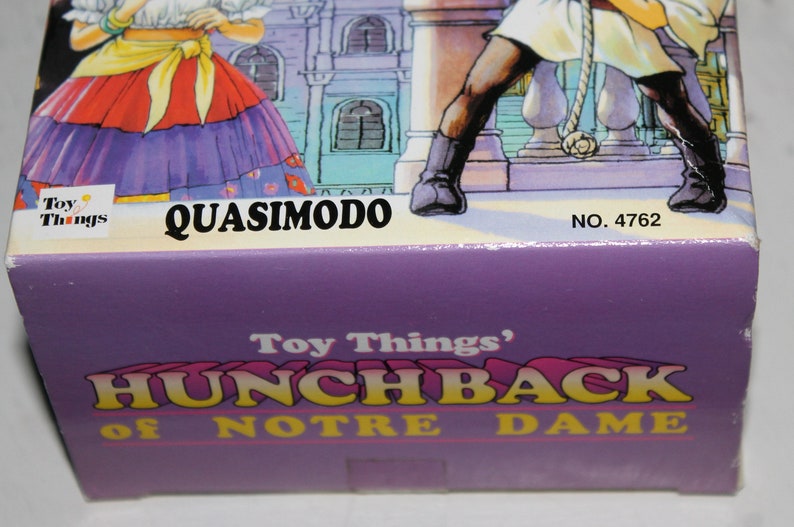 Toy
Things
QUASIMODO
NO. 4762
Toy Things'
HUNCHBACK
of NOTRE DAME